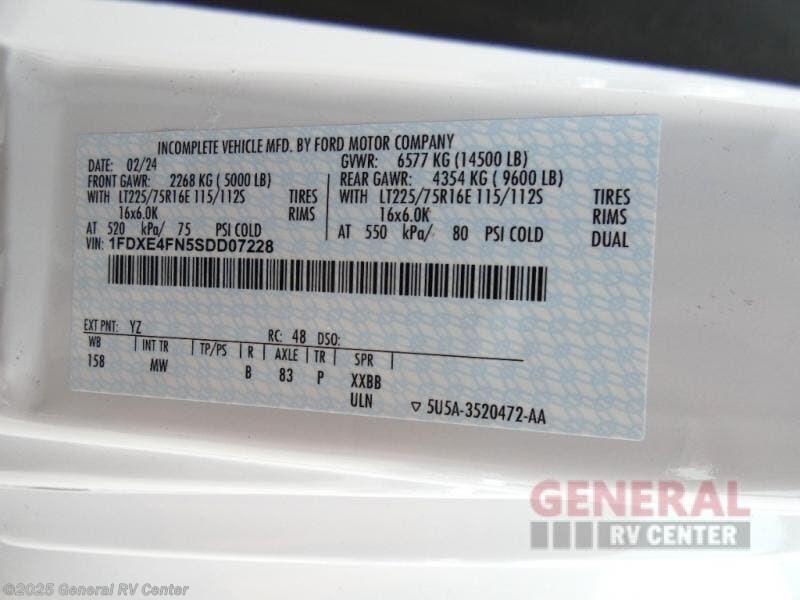 INCOMPLETE VEHICLE MFD. BY FORD MOTOR COMPANY
DATE: 02/24 GVWR: 6577 KG (14500 LB)
FRONT GAWR: 2268 KG ( 5000 LB) REAR GAWR: 4354 KG ( 9600 LB)
WITH LT225/75R16E 115/112S TIRES WITH LT225/75R16E 115/112S TIRES
16x6.0K RIMS 16x6.0K RIMS
AT 520 kPa/ 75 PSI COLD AT 550 kPa/ 80 PSI COLD DUAL
VIN: 1FDXE4FN5SDD07228
EXT PNT: YZ RC: 48 DSO:
WB INT TR TP/PS R AXLE TR SPR
158 MW B 83 P XXBB
ULN ▽ 5U5A-3520472-AA
GENERAL
RV CENTER
©2025 General RV Center